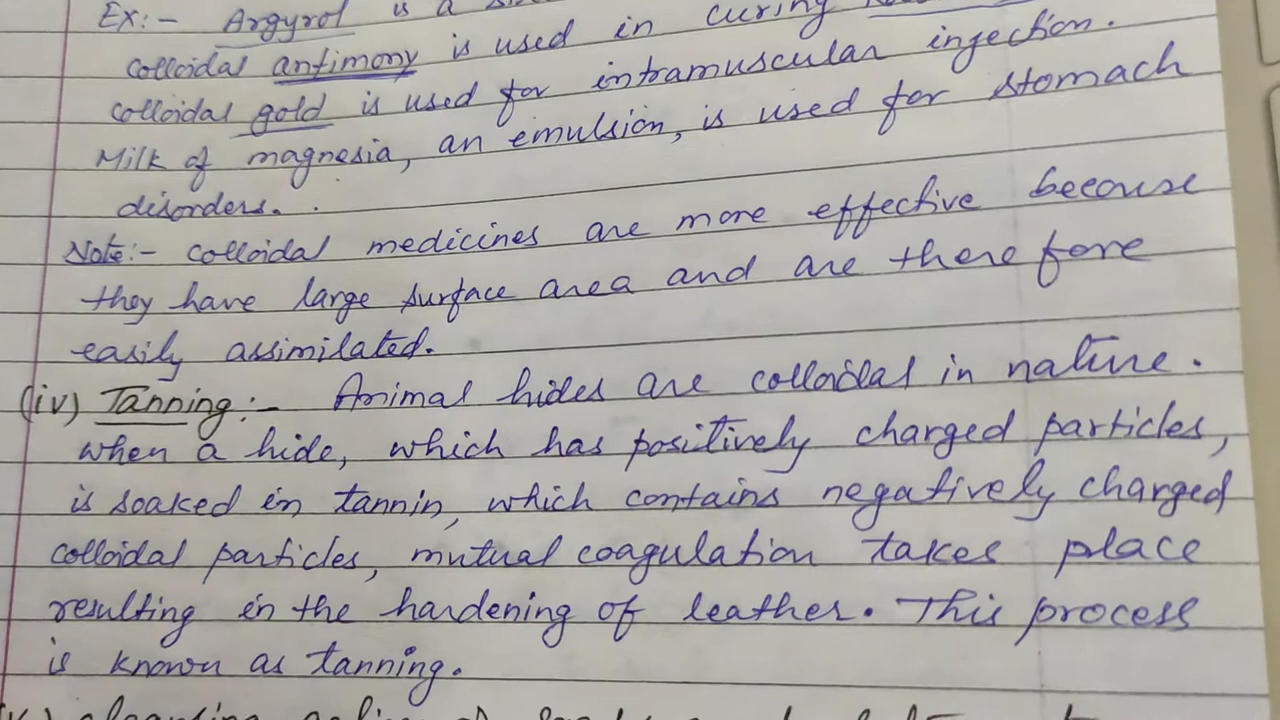 Ex:- Argyrol is a
colloidal antimony is used in curing
colloidal gold is used for intramuscular injection.
Milk of magnesia, an emulsion, is used for stomach
disorders.
Note:- colloidal medicines are more effective because
they have large surface area and are therefore
easily assimilated.
(iv) Tanning:- Animal hides are colloidal in nature.
when a hide, which has positively charged particles,
is soaked in tannin, which contains negatively charged
colloidal particles, mutual coagulation takes place
resulting in the hardening of leather. This process
is known as tanning.